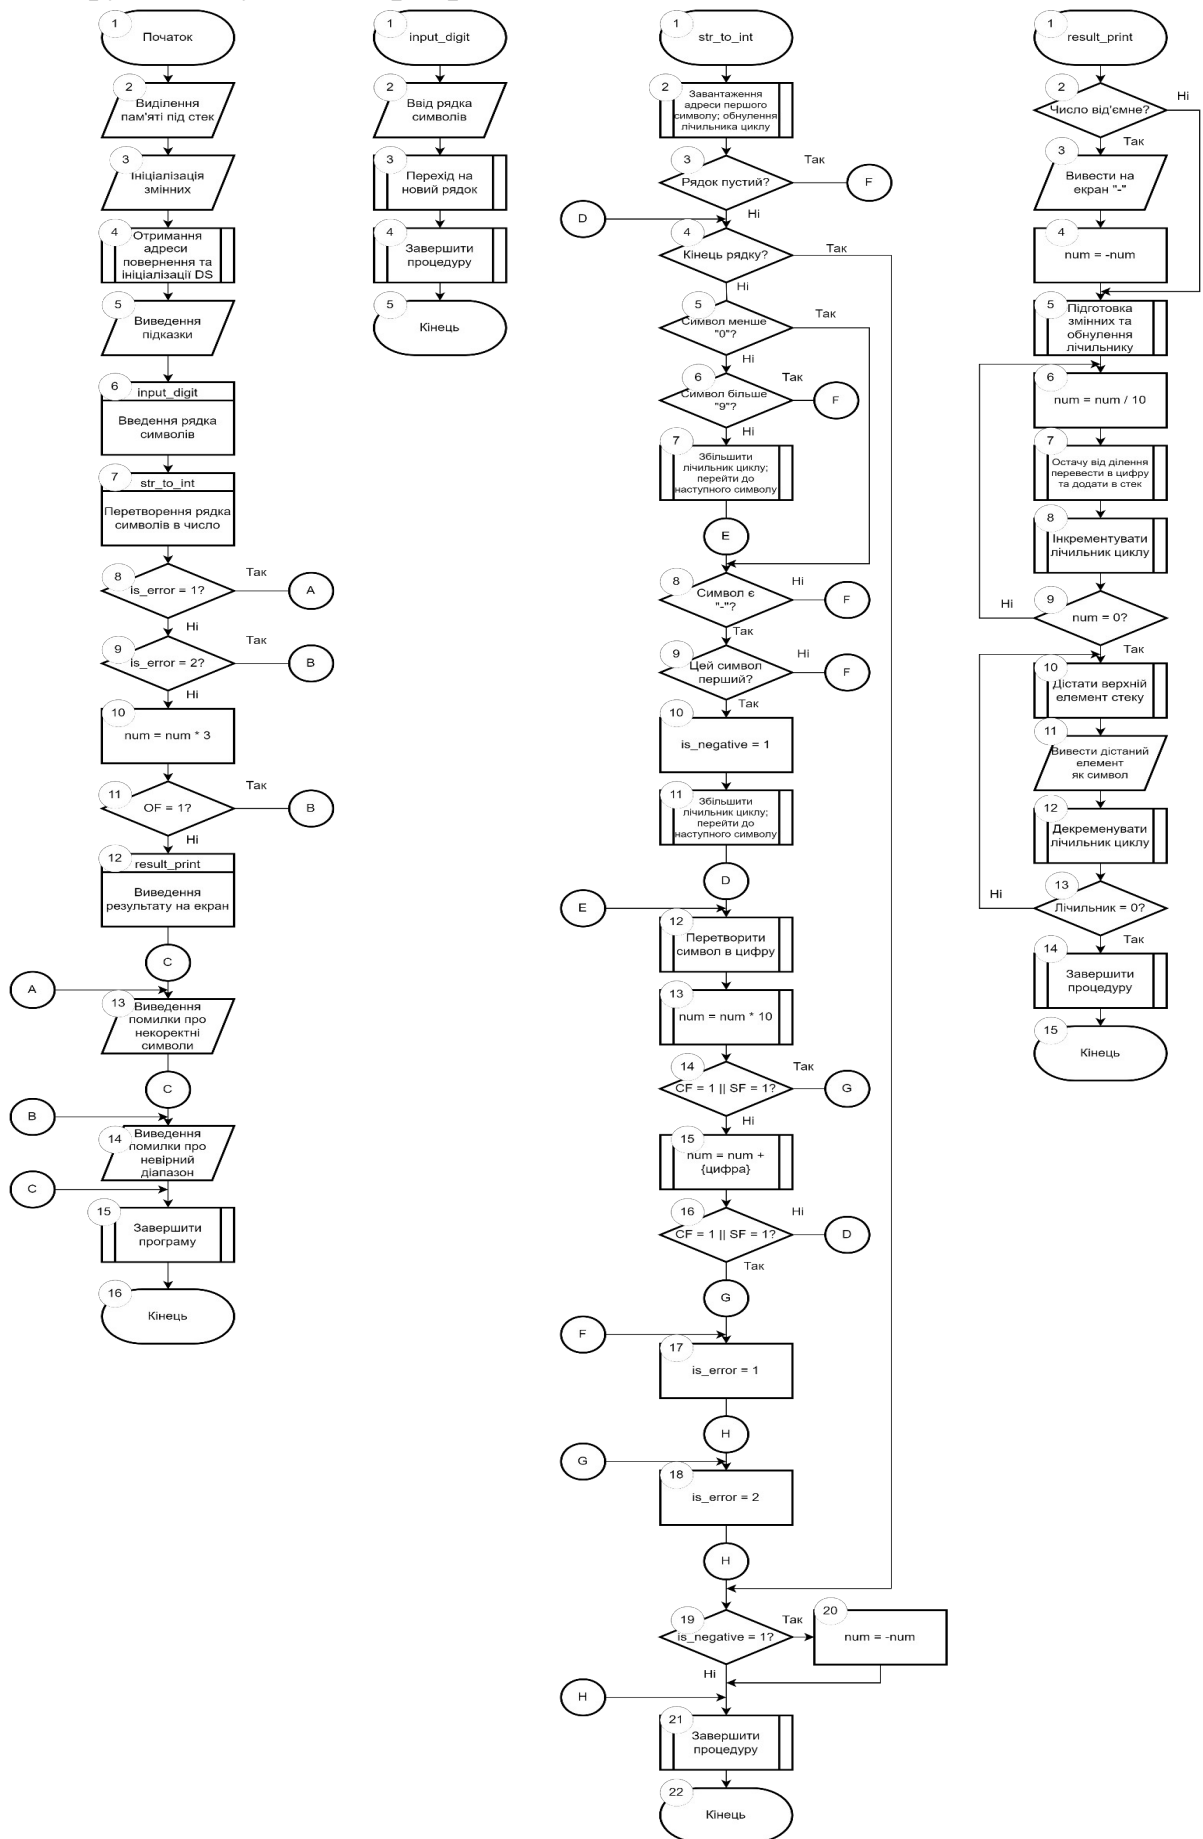 1
Початок
2
Виділення
пам'яті під стек
3
Ініціалізація
змінних
4
Отримання
адреси
повернення та
ініціалізації DS
5
Виведення
підказки
6
input_digit
Введення рядка
символів
7
str_to_int
Перетворення рядка
символів в число
8
is_error = 1?
Так
A
Ні
9
is_error = 2?
Так
B
Ні
10
num = num * 3
11
OF = 1?
Так
B
Ні
12
result_print
Виведення
результату на екран
C
A
13
Виведення
помилки про
некоректні
символи
C
B
14
Виведення
помилки про
невірний
діапазон
C
15
Завершити
програму
16
Кінець
1
input_digit
2
Ввід рядка
символів
3
Перехід на
новий рядок
4
Завершити
процедуру
5
Кінець
1
str_to_int
2
Завантаження
адреси першого
символу; обнулення
лічильника циклу
3
Рядок пустий?
Так
F
Ні
D
4
Кінець рядку?
Так
Ні
5
Символ менше
"0"?
Так
Ні
6
Символ більше
"9"?
Так
F
Ні
7
Збільшити
лічильник циклу;
перейти до
наступного символу
E
8
Символ є
"-"?
Ні
F
Так
9
Цей символ
перший?
Ні
F
Так
10
is_negative = 1
11
Збільшити
лічильник циклу;
перейти до
наступного символу
D
E
12
Перетворити
символ в цифру
13
num = num * 10
14
CF = 1 || SF = 1?
Так
G
Ні
15
num = num +
{цифра}
16
CF = 1 || SF = 1?
Ні
D
Так
G
F
17
is_error = 1
H
G
18
is_error = 2
H
19
is_negative = 1?
Так
20
num = -num
Ні
H
21
Завершити
процедуру
22
Кінець
1
result_print
2
Число від'ємне?
Ні
Так
3
Вивести на
екран "-"
4
num = -num
5
Підготовка
змінних та
обнулення
лічильнику
6
num = num / 10
7
Остачу від ділення
перевести в цифру
та додати в стек
8
Інкрементувати
лічильник циклу
9
num = 0?
Ні
Так
10
Дістати верхній
елемент стеку
11
Вивести дістаний
елемент
як символ
12
Декременувати
лічильник циклу
13
Лічильник = 0?
Ні
Так
14
Завершити
процедуру
15
Кінець